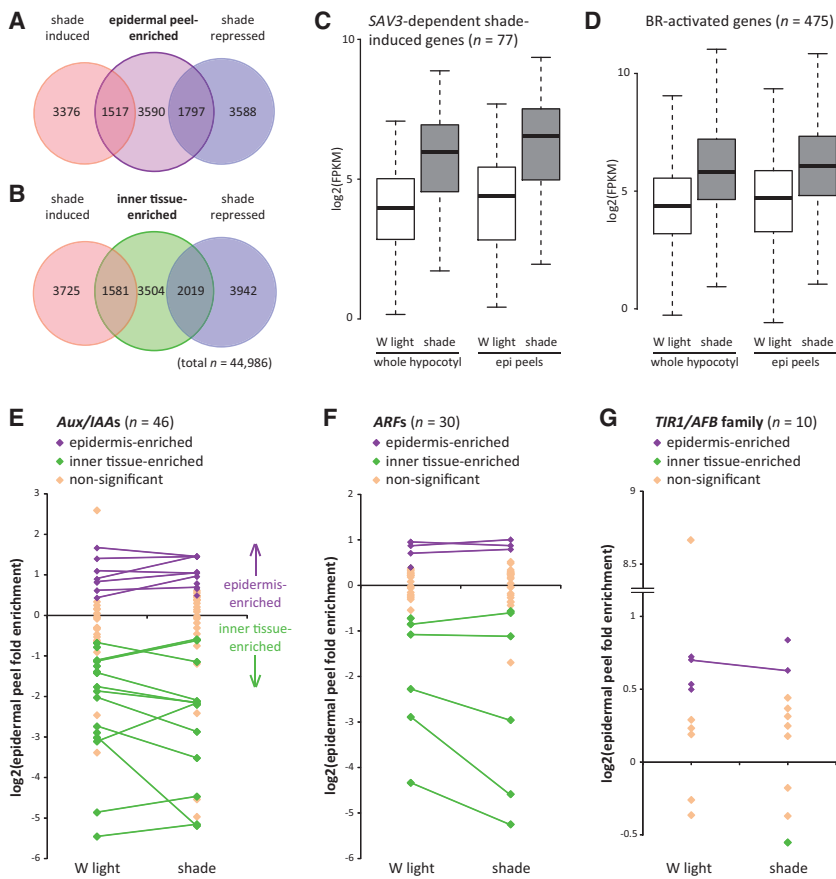 A
shade induced
epidermal peel-enriched
shade repressed
3376
1517
3590
1797
3588
B
shade induced
inner tissue-enriched
shade repressed
3725
1581
3504
2019
3942
(total n = 44,986)
C
SAV3-dependent shade-
induced genes (n = 77)
log2(FPKM)
10
5
0
W light
shade
W light
shade
whole hypocotyl
epi peels
D
BR-activated genes (n = 475)
log2(FPKM)
10
5
0
W light
shade
W light
shade
whole hypocotyl
epi peels
E
Aux/IAAs (n = 46)
epidermis-enriched
inner tissue-enriched
non-significant
log2(epidermal peel fold enrichment)
3
2
1
0
-1
-2
-3
-4
-5
-6
epidermis-
enriched
inner tissue-
enriched
W light
shade
F
ARFs (n = 30)
epidermis-enriched
inner tissue-enriched
non-significant
log2(epidermal peel fold enrichment)
2
1
0
-1
-2
-3
-4
-5
-6
W light
shade
G
TIR1/AFB family (n = 10)
epidermis-enriched
inner tissue-enriched
non-significant
log2(epidermal peel fold enrichment)
9
8.5
1
0.5
0
-0.5
W light
shade